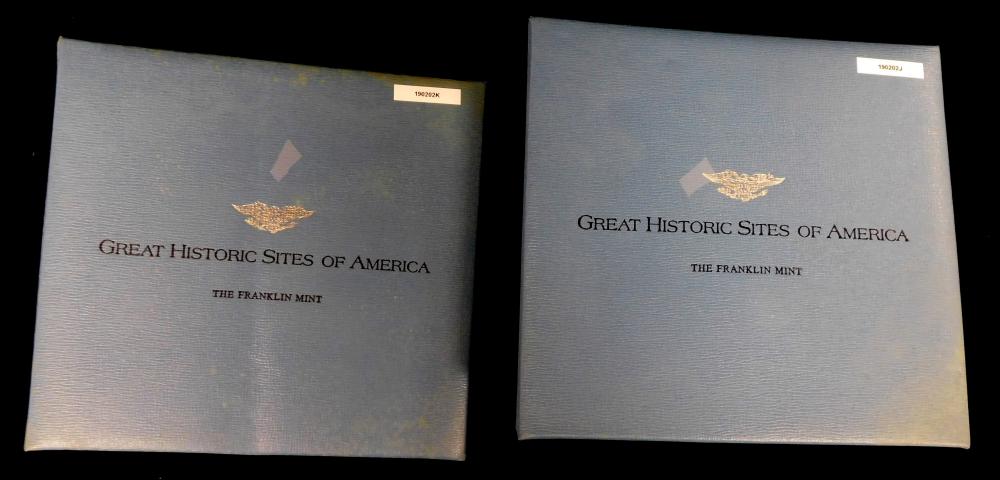 190202K
GREAT HISTORIC SITES OF AMERICA
THE FRANKLIN MINT
190202J
GREAT HISTORIC SITES OF AMERICA
THE FRANKLIN MINT